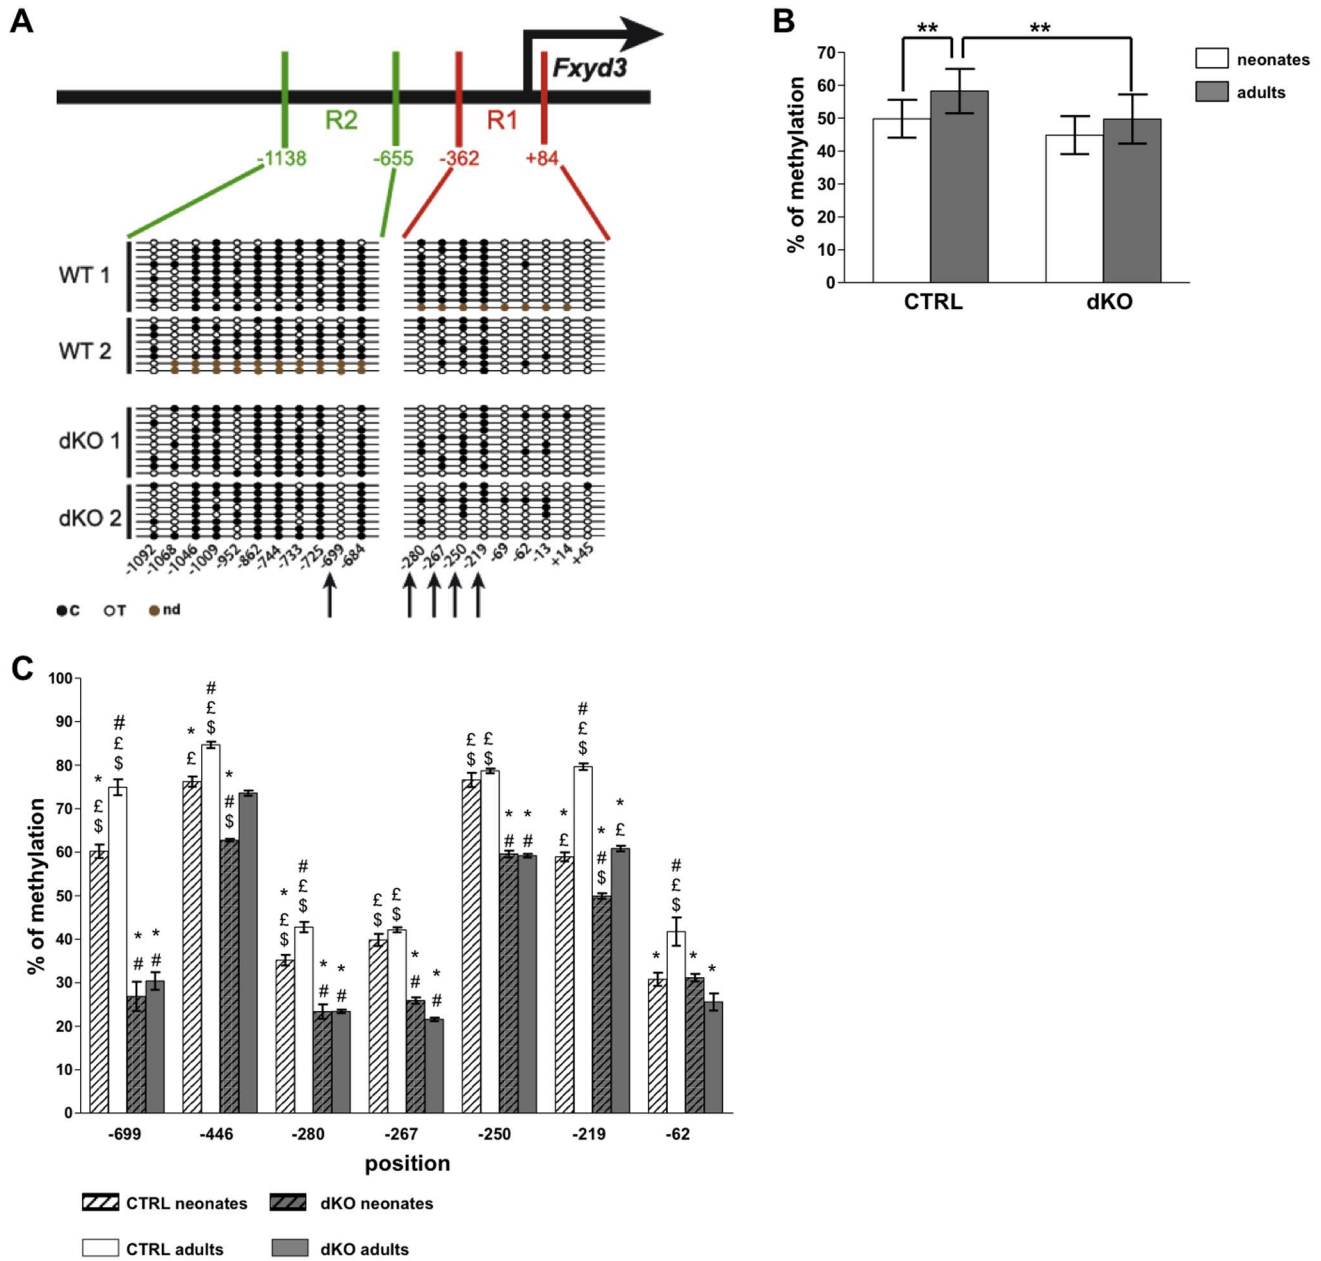 A
Fxyd3
R2
R1
-1138
-655
-362
+84
WT 1
WT 2
dKO 1
dKO 2
-1092 -1068 -1046 -1009 -952 -862 -744 -733 -725 -699 -684 -280 -267 -250 -219 -69 -62 -13 +14 +45
C T nd
B
** **
70
60
50
40
30
20
10
0
% of methylation
CTRL dKO
neonates
adults
C
100
90
80
70
60
50
40
30
20
10
0
% of methylation
* £ $
# £ $
* #
* #
* £
# £ $
* # $
* £ $
# £ $
* #
* #
£ $
£ $
* #
* #
£ $
£ $
* #
* #
* £
# £ $
* # $
* £
*
# £ $
*
*
-699 -446 -280 -267 -250 -219 -62
position
CTRL neonates dKO neonates
CTRL adults dKO adults